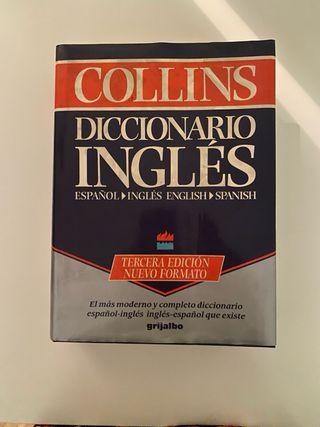 COLLINS
DICCIONARIO
INGLÉS
ESPAÑOL▶INGLÉS ENGLISH▶SPANISH
TERCERA EDICIÓN
NUEVO FORMATO
El más moderno y completo diccionario
español-inglés inglés-español que existe
grijalbo